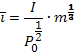 ῑ = I / P₀^(1/2) · m^(1/3)